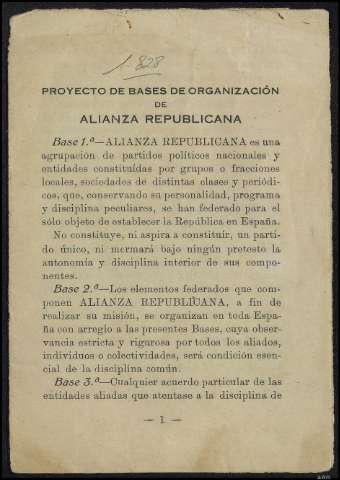 1.828
PROYECTO DE BASES DE ORGANIZACIÓN
DE
ALIANZA REPUBLICANA
Base 1.ª—ALIANZA REPUBLICANA es una
agrupación de partidos políticos nacionales y
entidades constituídas por grupos o fracciones
locales, sociedades de distintas clases y periódi-
cos, que, conservando su personalidad, programa
y disciplina peculiares, se han federado para el
sólo objeto de establecer la República en España.
No constituye, ni aspira a constituir, un parti-
do único, ni mermará bajo ningún pretesto la
autonomía y disciplina interior de sus compo-
nentes.
Base 2.ª—Los elementos federados que com-
ponen ALIANZA REPUBLICANA, a fin de
realizar su misión, se organizan en toda Espa-
ña con arreglo a las presentes Bases, cuya obser-
vancia estricta y rigurosa por todos los aliados,
individuos o colectividades, será condición esen-
cial de la disciplina común.
Base 3.ª—Cualquier acuerdo particular de las
entidades aliadas que atentase a la disciplina de
— 1 —